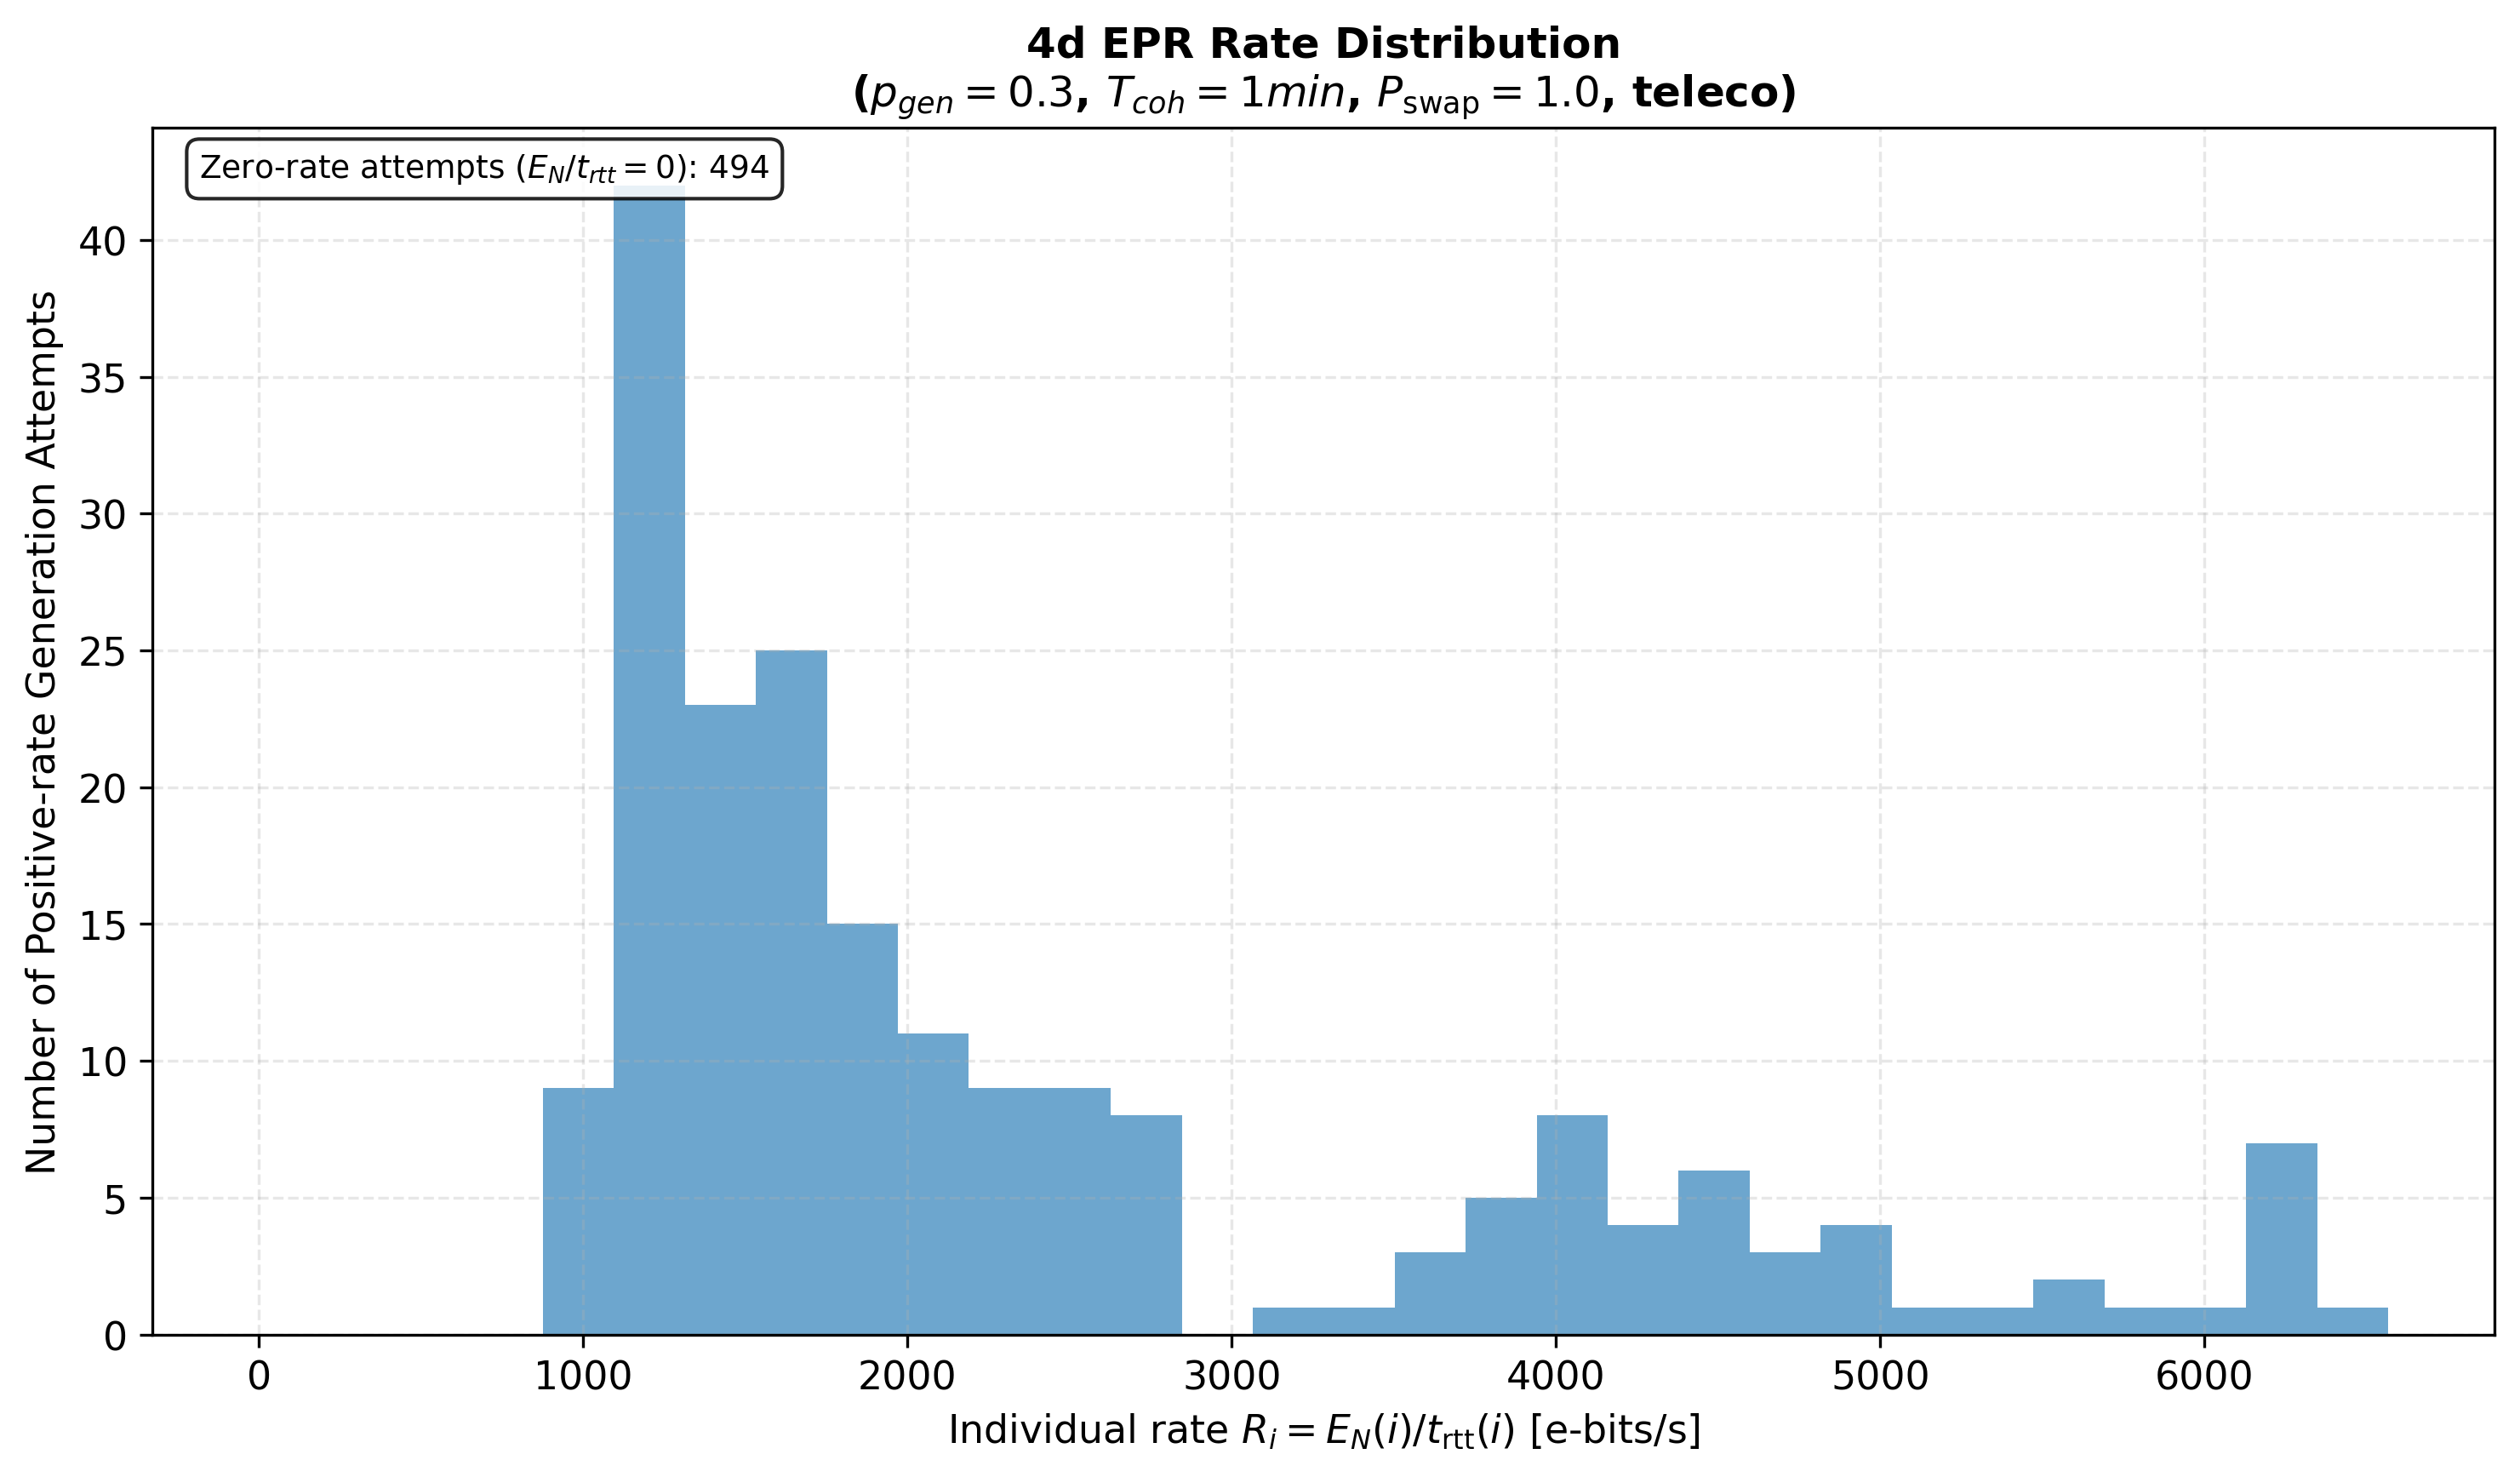 4d EPR Rate Distribution
(p_gen = 0.3, T_coh = 1min, P_swap = 1.0, teleco)
Zero-rate attempts (E_N/t_rtt = 0): 494
Number of Positive-rate Generation Attempts
40
35
30
25
20
15
10
5
0
0 1000 2000 3000 4000 5000 6000
Individual rate R_i = E_N(i)/t_rtt(i) [e-bits/s]